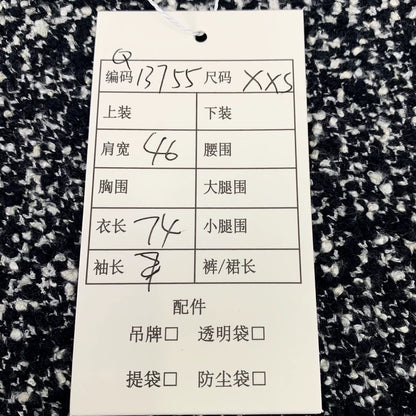 Q
编码 13755 尺码 XXS
上装 下装
肩宽 46 腰围
胸围 大腿围
衣长 74 小腿围
袖长 裤/裙长
配件
吊牌□ 透明袋□
提袋□ 防尘袋□